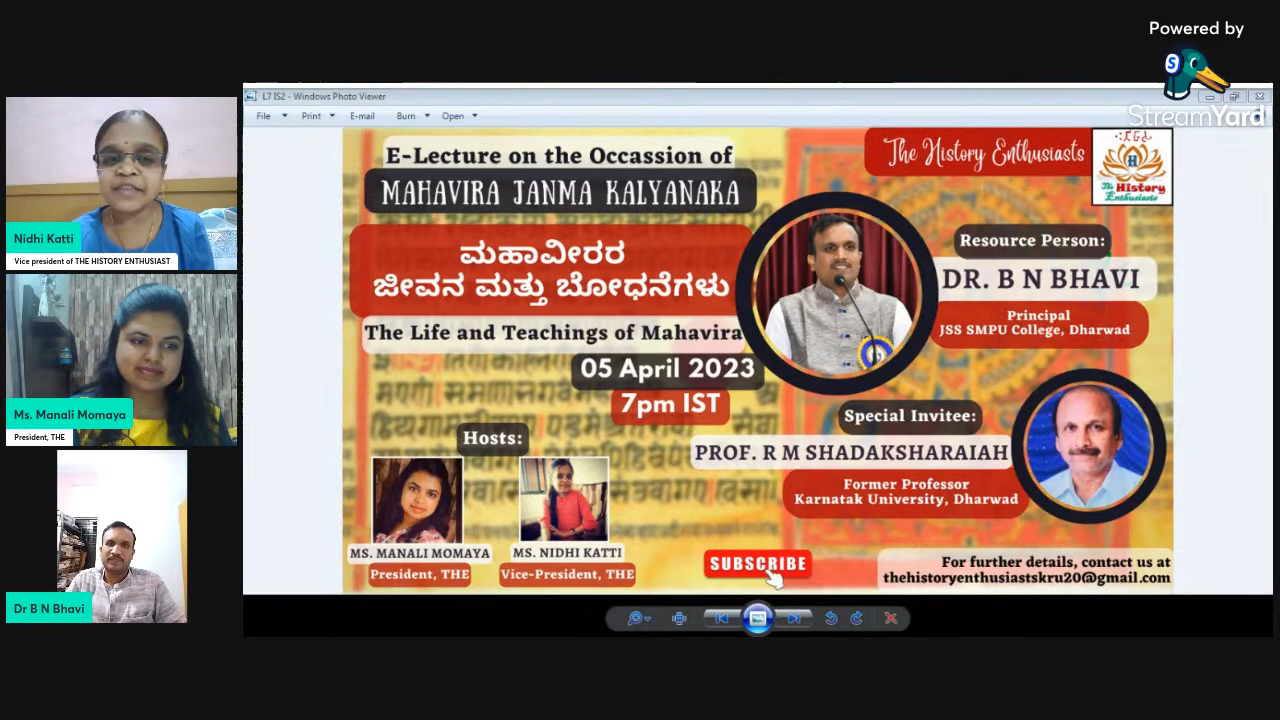 Powered by
S
StreamYard
L7 IS2 - Windows Photo Viewer
File Print E-mail Burn Open
E-Lecture on the Occassion of
MAHAVIRA JANMA KALYANAKA
ಮಹಾವೀರರ
ಜೀವನ ಮತ್ತು ಬೋಧನೆಗಳು
The Life and Teachings of Mahavira
05 April 2023
7pm IST
The History Enthusiasts
The
History
Enthusiasts
Resource Person:
DR. B N BHAVI
Principal
JSS SMPU College, Dharwad
Special Invitee:
PROF. R M SHADAKSHARAIAH
Former Professor
Karnatak University, Dharwad
Hosts:
MS. MANALI MOMAYA
President, THE
MS. NIDHI KATTI
Vice-President, THE
SUBSCRIBE
For further details, contact us at
thehistoryenthusiastskru20@gmail.com
Nidhi Katti
Vice president of THE HISTORY ENTHUSIAST
Ms. Manali Momaya
President, THE
Dr B N Bhavi